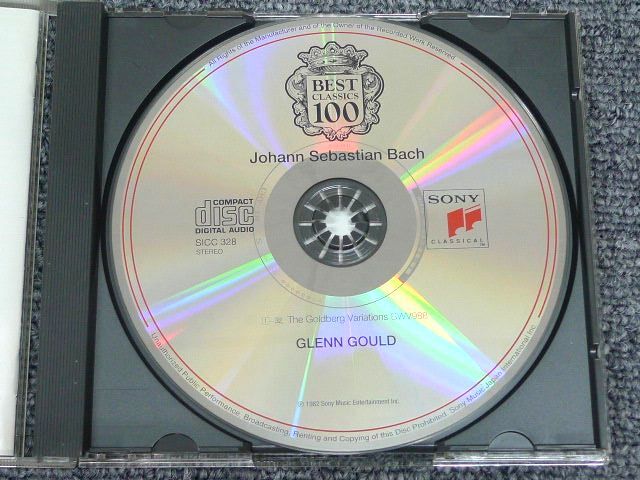 All Rights of the Manufacturer and of the Owner of the Recorded Work Reserved.
BEST
CLASSICS
100
Johann Sebastian Bach
COMPACT
disc
DIGITAL AUDIO
SICC 328
STEREO
SONY
CLASSICAL
The Goldberg Variations BWV988
GLENN GOULD
℗ 1982 Sony Music Entertainment Inc.
Unauthorized Public Performance, Broadcasting, Renting and Copying of this Disc Prohibited. Sony Music Japan International Inc.